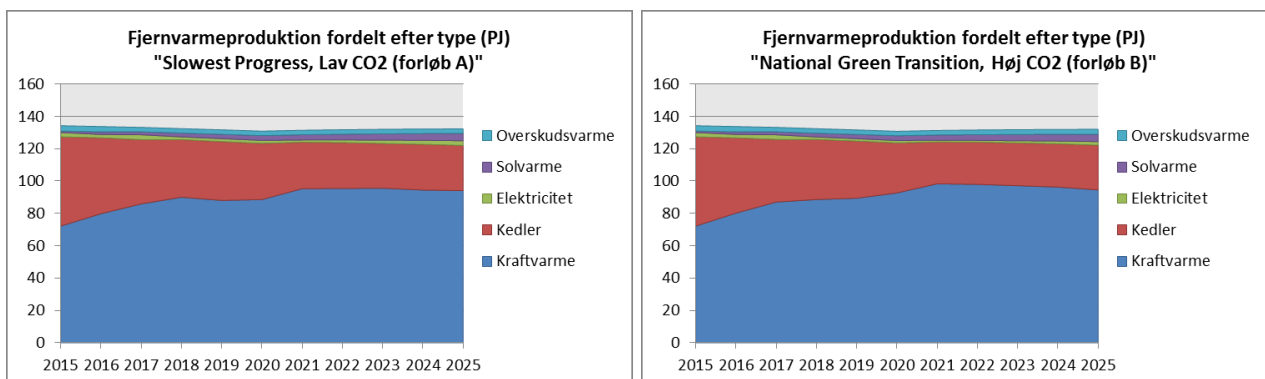 Fjernvarmeproduktion fordelt efter type (PJ)
"Slowest Progress, Lav CO2 (forløb A)"
160
140
120
100
80
60
40
20
0
2015 2016 2017 2018 2019 2020 2021 2022 2023 2024 2025
Overskudsvarme
Solvarme
Elektricitet
Kedler
Kraftvarme
Fjernvarmeproduktion fordelt efter type (PJ)
"National Green Transition, Høj CO2 (forløb B)"
160
140
120
100
80
60
40
20
0
2015 2016 2017 2018 2019 2020 2021 2022 2023 2024 2025
Overskudsvarme
Solvarme
Elektricitet
Kedler
Kraftvarme